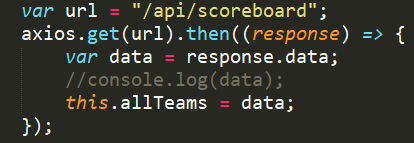 var url = "/api/scoreboard";
axios.get(url).then((response) => {
    var data = response.data;
    //console.log(data);
    this.allTeams = data;
});